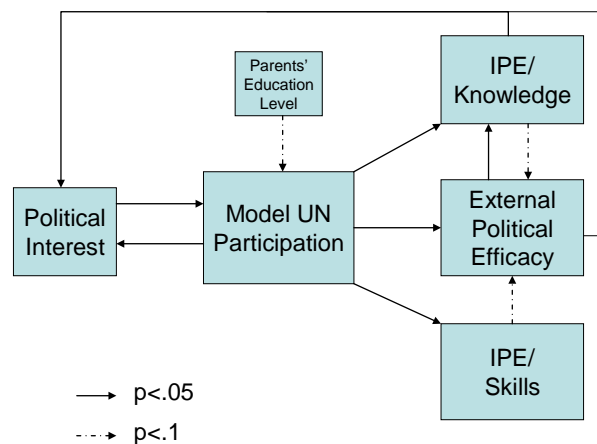 Parents’
Education
Level
IPE/
Knowledge
Political
Interest
Model UN
Participation
External
Political
Efficacy
IPE/
Skills
p<.05
p<.1